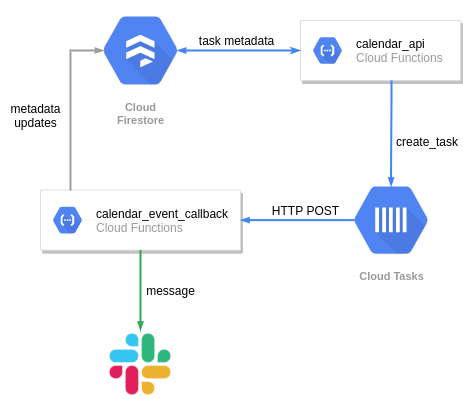 task metadata
calendar_api
Cloud Functions
Cloud
Firestore
metadata
updates
create_task
calendar_event_callback
Cloud Functions
HTTP POST
Cloud Tasks
message